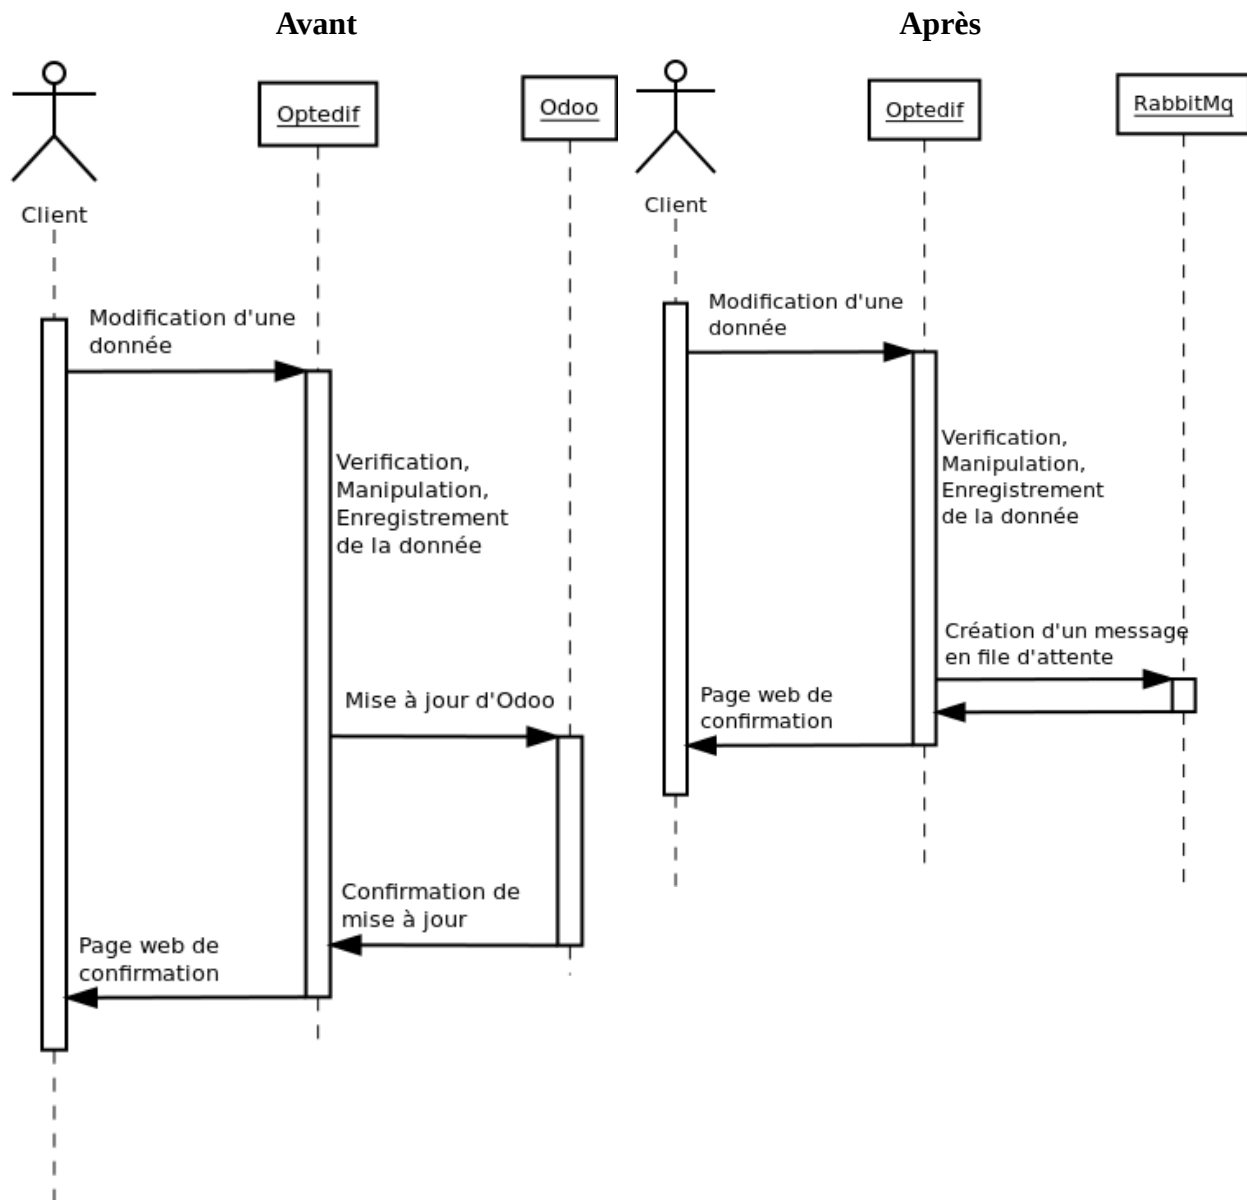 Avant
Optedif
Odoo
Client
Modification d'une
donnée
Verification,
Manipulation,
Enregistrement
de la donnée
Mise à jour d'Odoo
Confirmation de
mise à jour
Page web de
confirmation
Après
Optedif
RabbitMq
Client
Modification d'une
donnée
Verification,
Manipulation,
Enregistrement
de la donnée
Création d'un message
en file d'attente
Page web de
confirmation